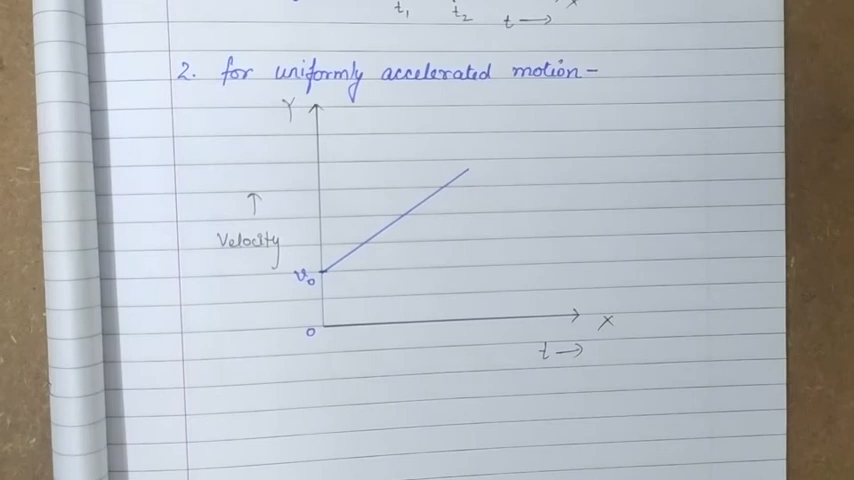 t₁ t₂ t → X
2. for uniformly accelerated motion-
Y
↑
Velocity
v₀
0
X
t →